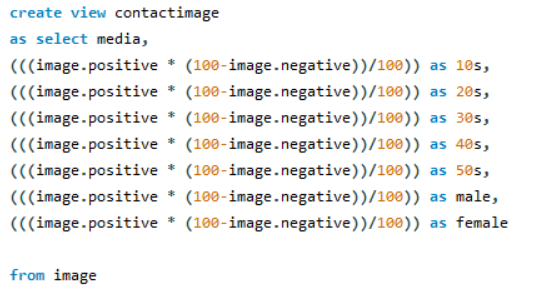 create view contactimage
as select media,
(((image.positive * (100-image.negative))/100)) as 10s,
(((image.positive * (100-image.negative))/100)) as 20s,
(((image.positive * (100-image.negative))/100)) as 30s,
(((image.positive * (100-image.negative))/100)) as 40s,
(((image.positive * (100-image.negative))/100)) as 50s,
(((image.positive * (100-image.negative))/100)) as male,
(((image.positive * (100-image.negative))/100)) as female
from image